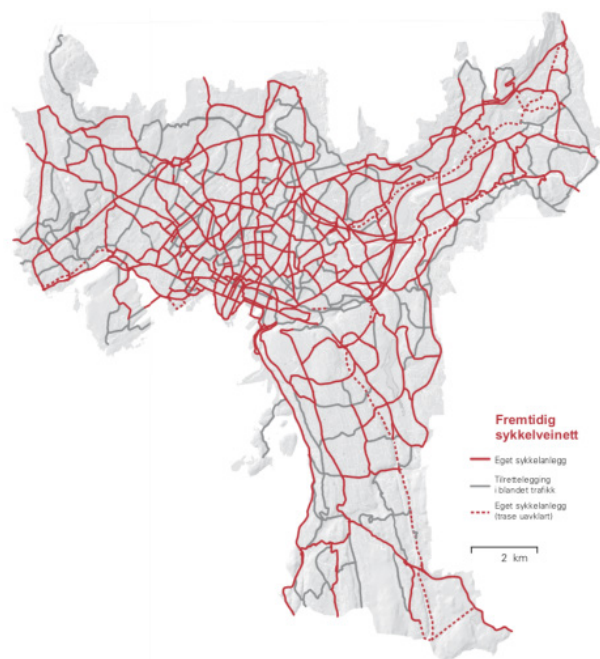 Fremtidig
sykkelveinett
Eget sykkelanlegg
Tilrettelegging
i blandet trafikk
Eget sykkelanlegg
(trase uavklart)
2 km